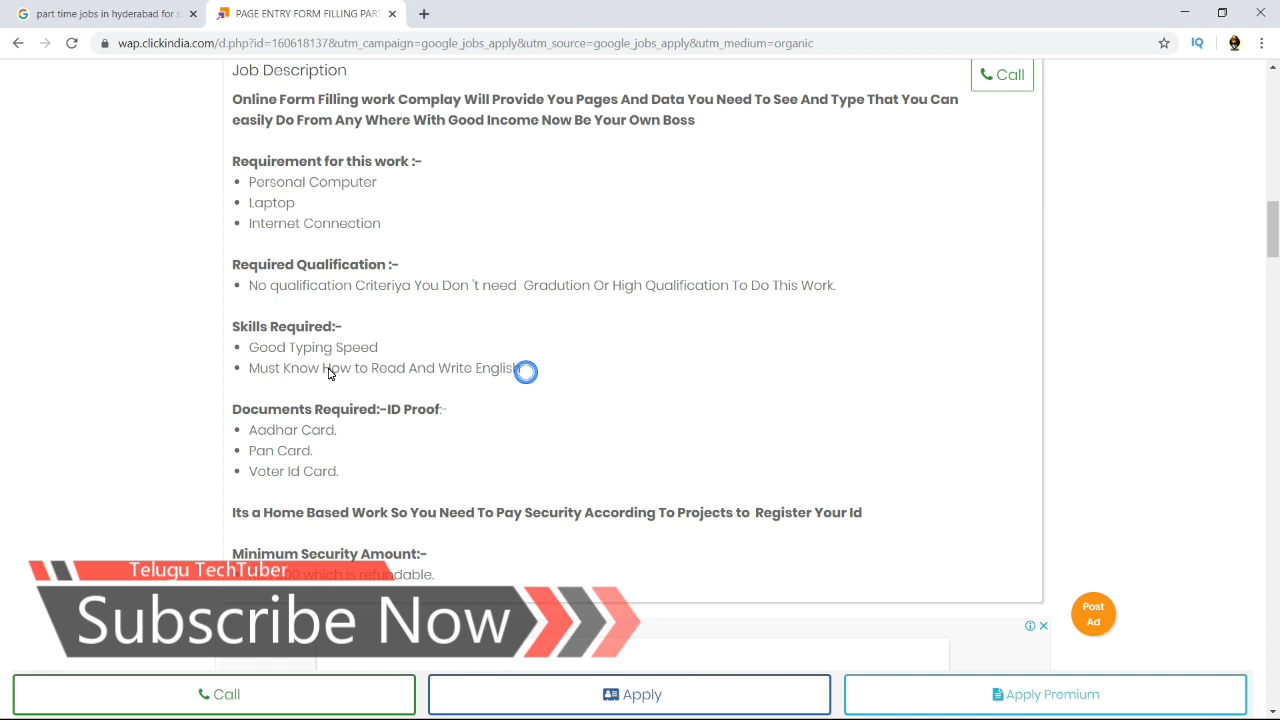 part time jobs in hyderabad for s
PAGE ENTRY FORM FILLING PAR
wap.clickindia.com/d.php?id=160618137&utm_campaign=google_jobs_apply&utm_source=google_jobs_apply&utm_medium=organic
IQ
Job Description
Call
Online Form Filling work Complay Will Provide You Pages And Data You Need To See And Type That You Can
easily Do From Any Where With Good Income Now Be Your Own Boss
Requirement for this work :-
• Personal Computer
• Laptop
• Internet Connection
Required Qualification :-
• No qualification Criteriya You Don 't need Gradution Or High Qualification To Do This Work.
Skills Required:-
• Good Typing Speed
• Must Know How to Read And Write English
Documents Required:-ID Proof:-
• Aadhar Card.
• Pan Card.
• Voter Id Card.
Its a Home Based Work So You Need To Pay Security According To Projects to Register Your Id
Minimum Security Amount:-
which is refundable.
Telugu TechTuber
Subscribe Now
Post
Ad
Call
Apply
Apply Premium